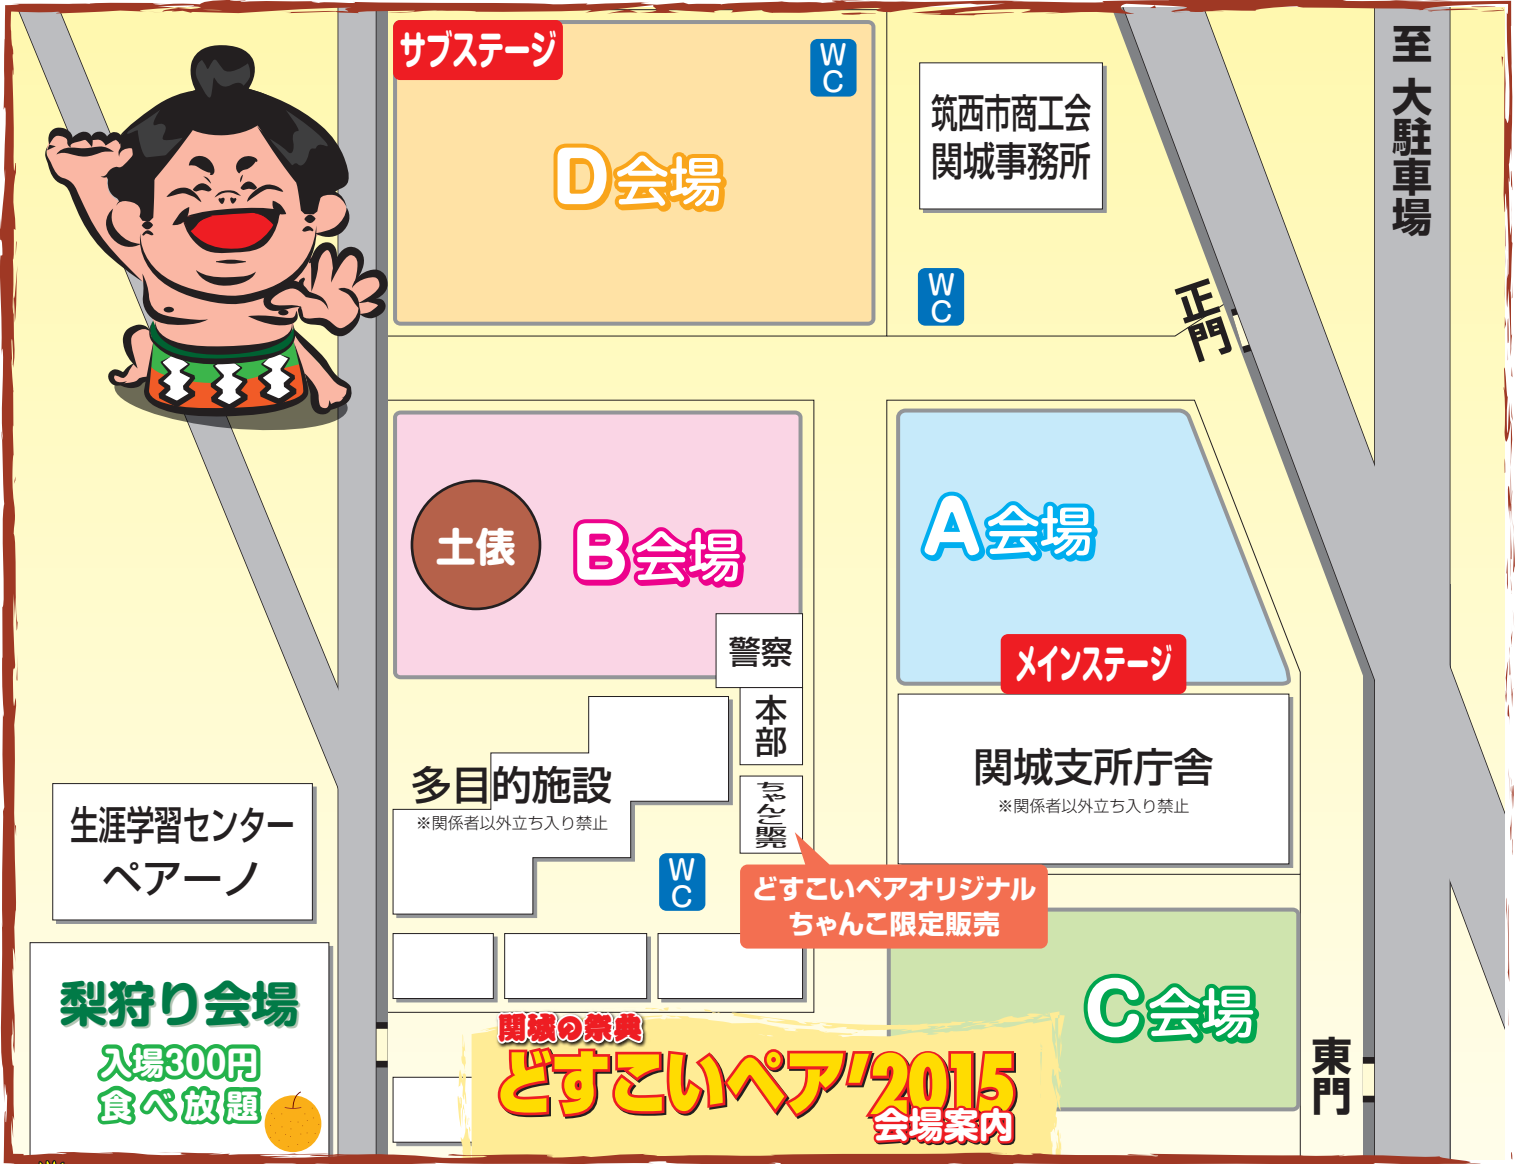 サブステージ
WC
D会場
筑西市商工会
関城事務所
WC
至 大駐車場
正門
土俵
B会場
A会場
警察
本部
メインステージ
多目的施設
※関係者以外立ち入り禁止
ちゃんこ販売
関城支所庁舎
※関係者以外立ち入り禁止
WC
どすこいペアオリジナル
ちゃんこ限定販売
生涯学習センター
ペアーノ
梨狩り会場
入場300円
食べ放題
C会場
東門
関城の祭典
どすこいペア'2015
会場案内